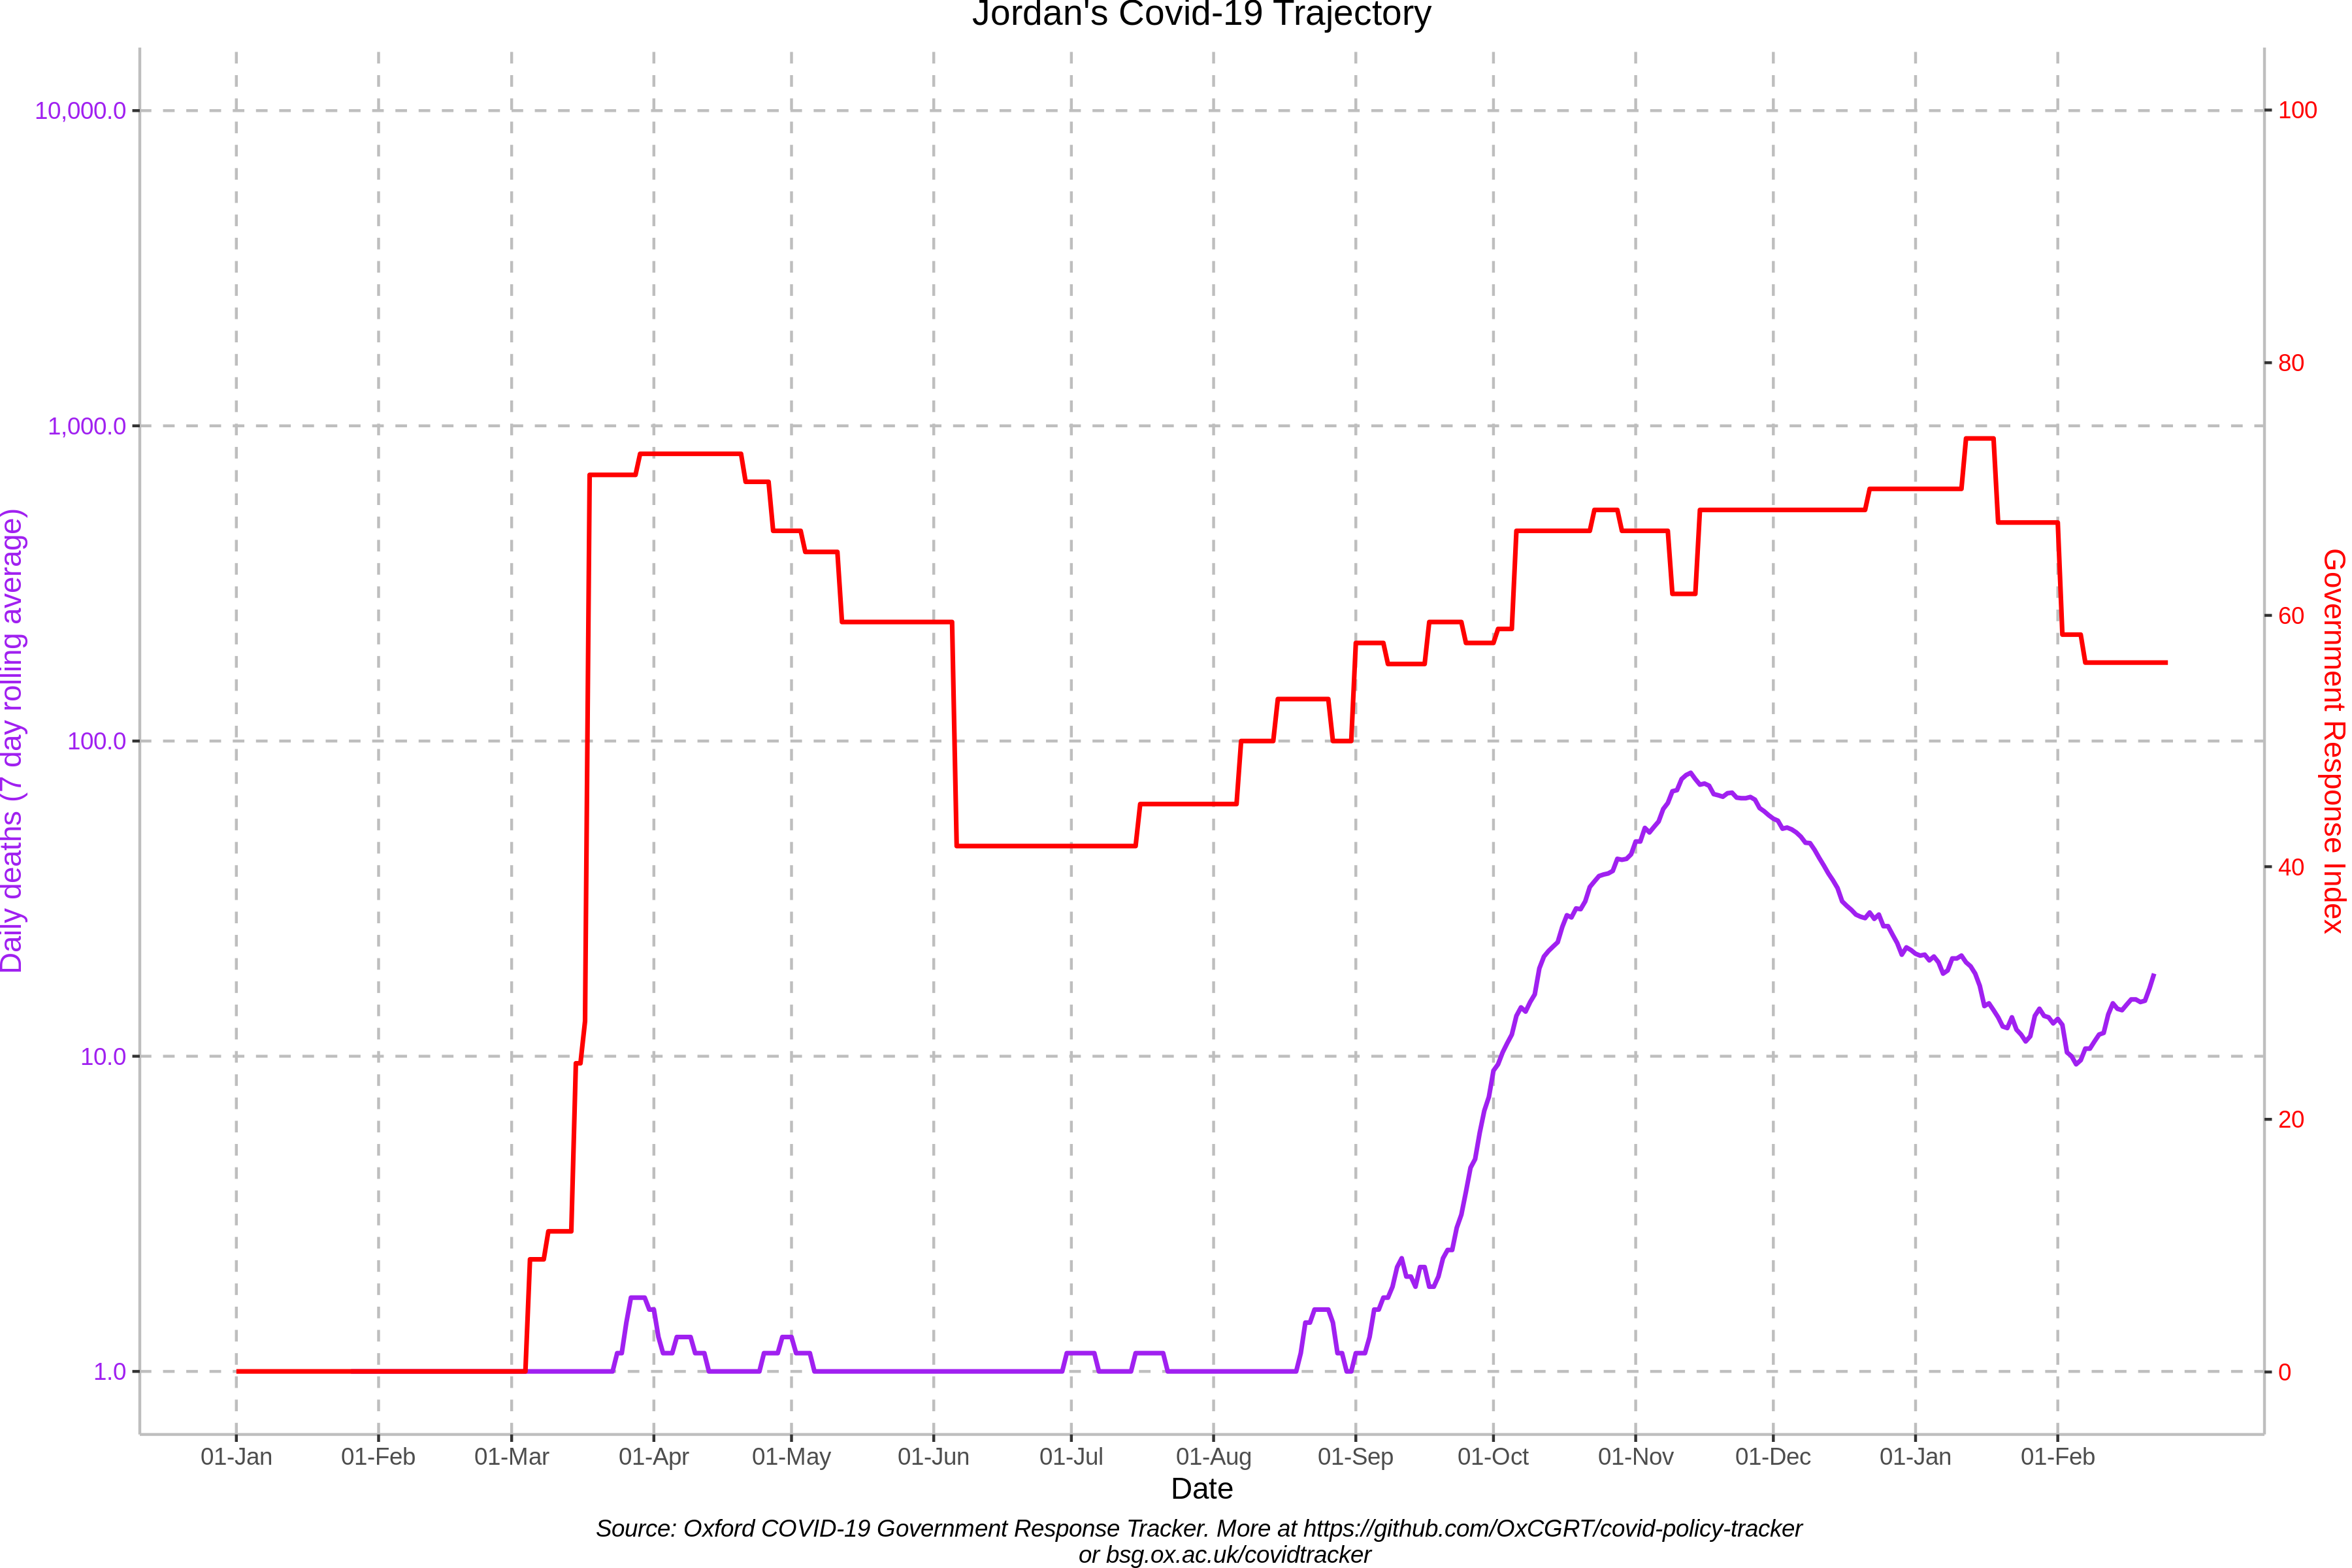 Jordan's Covid-19 Trajectory
Daily deaths (7 day rolling average)
10,000.0
1,000.0
100.0
10.0
1.0
100
80
60
40
20
0
Government Response Index
01-Jan 01-Feb 01-Mar 01-Apr 01-May 01-Jun 01-Jul 01-Aug 01-Sep 01-Oct 01-Nov 01-Dec 01-Jan 01-Feb
Date
Source: Oxford COVID-19 Government Response Tracker. More at https://github.com/OxCGRT/covid-policy-tracker
or bsg.ox.ac.uk/covidtracker